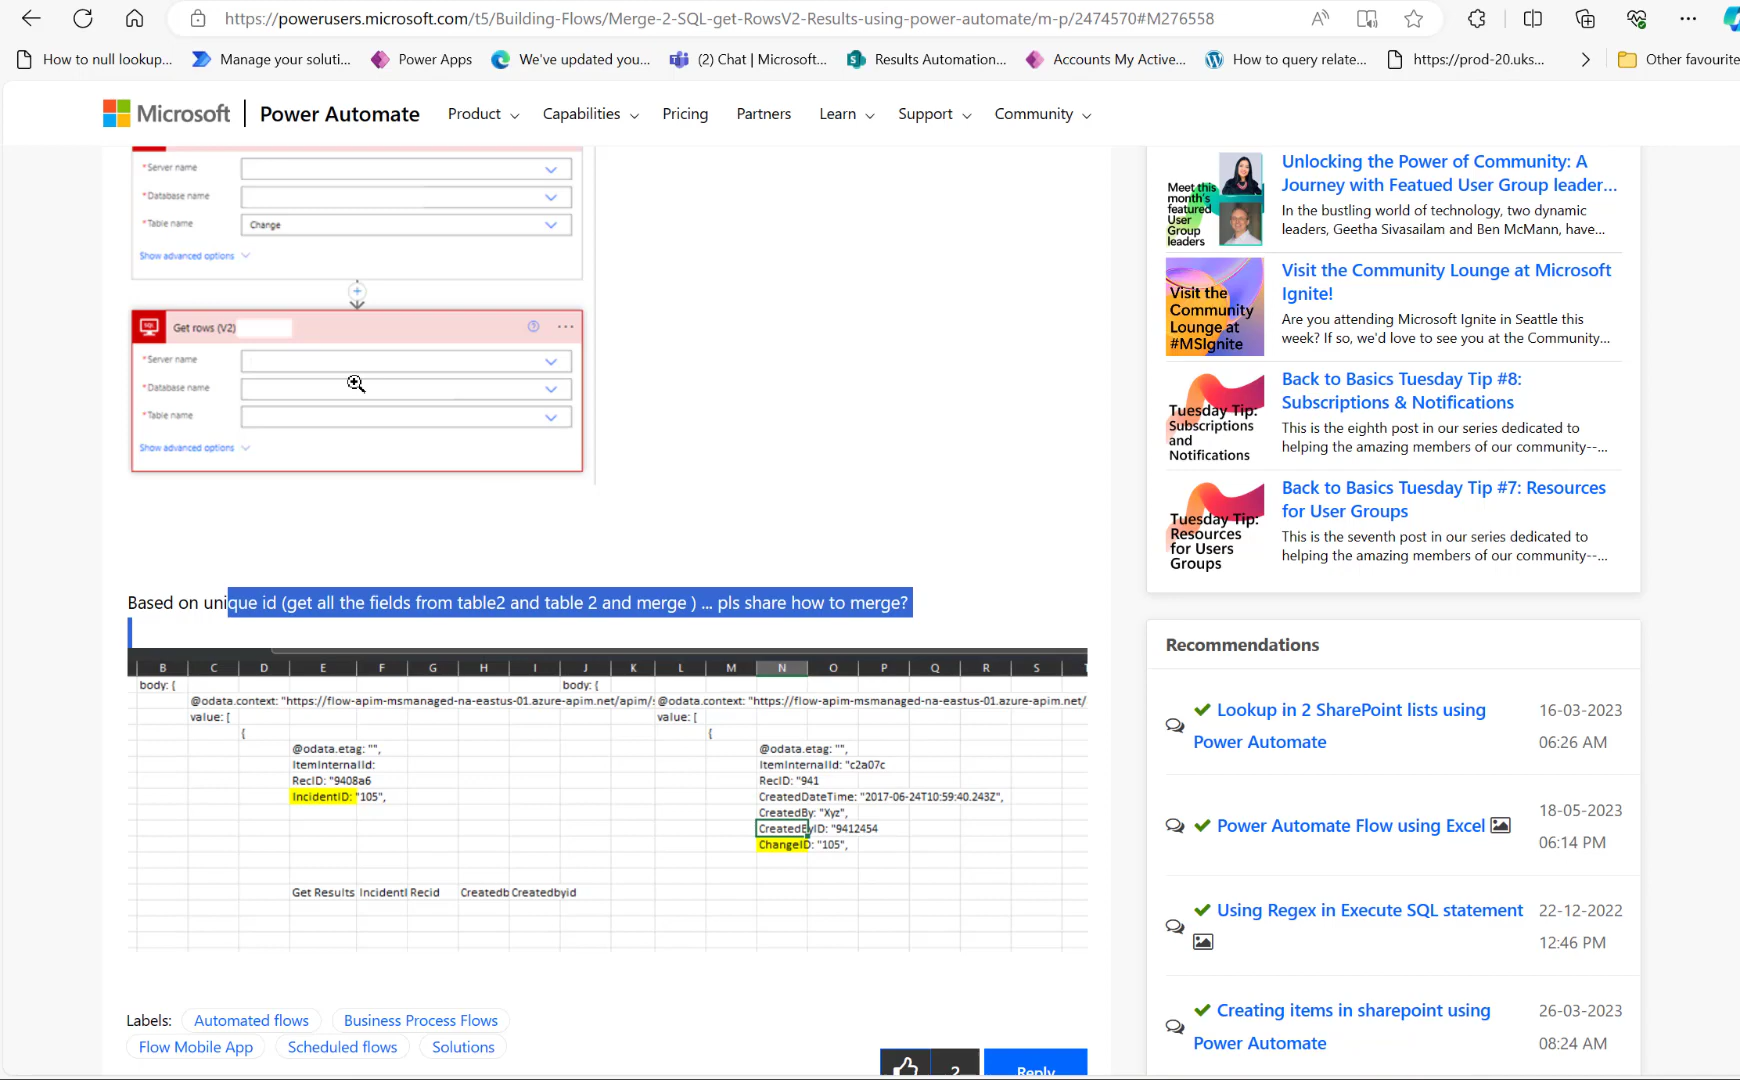 https://powerusers.microsoft.com/t5/Building-Flows/Merge-2-SQL-get-RowsV2-Results-using-power-automate/m-p/2474570#M276558
How to null lookup... Manage your soluti... Power Apps We've updated you... (2) Chat | Microsoft... Results Automation... Accounts My Active... How to query relate... https://prod-20.uks... Other favourite
Microsoft Power Automate Product Capabilities Pricing Partners Learn Support Community
*Server name
*Database name
*Table name Change
Show advanced options
SQL Get rows (V2)
*Server name
*Database name
*Table name
Show advanced options
Based on unique id (get all the fields from table2 and table 2 and merge ) ... pls share how to merge?
B C D E F G H I J K L M N O P Q R S T
body: { body: {
@odata.context: "https://flow-apim-msmanaged-na-eastus-01.azure-apim.net/apim/s @odata.context: "https://flow-apim-msmanaged-na-eastus-01.azure-apim.net/
value: [ value: [
{ {
@odata.etag: "", @odata.etag: "",
ItemInternalId: ItemInternalId: "c2a07c
RecID: "9408a6 RecID: "941
IncidentID: "105", CreatedDateTime: "2017-06-24T10:59:40.243Z",
CreatedBy: "Xyz",
CreatedByID: "9412454
ChangeID: "105",
Get Results IncidentI Recid Createdb Createdbyid
Labels: Automated flows Business Process Flows
Flow Mobile App Scheduled flows Solutions
2 Reply
Meet this
month's
featured
User
Group
leaders
Unlocking the Power of Community: A
Journey with Featued User Group leader...
In the bustling world of technology, two dynamic
leaders, Geetha Sivasailam and Ben McMann, have...
Visit the
Community
Lounge at
#MSIgnite
Visit the Community Lounge at Microsoft
Ignite!
Are you attending Microsoft Ignite in Seattle this
week? If so, we'd love to see you at the Community...
Tuesday Tip:
Subscriptions
and
Notifications
Back to Basics Tuesday Tip #8:
Subscriptions & Notifications
This is the eighth post in our series dedicated to
helping the amazing members of our community--...
Tuesday Tip:
Resources
for Users
Groups
Back to Basics Tuesday Tip #7: Resources
for User Groups
This is the seventh post in our series dedicated to
helping the amazing members of our community--...
Recommendations
Lookup in 2 SharePoint lists using 16-03-2023
Power Automate 06:26 AM
Power Automate Flow using Excel 18-05-2023
06:14 PM
Using Regex in Execute SQL statement 22-12-2022
12:46 PM
Creating items in sharepoint using 26-03-2023
Power Automate 08:24 AM